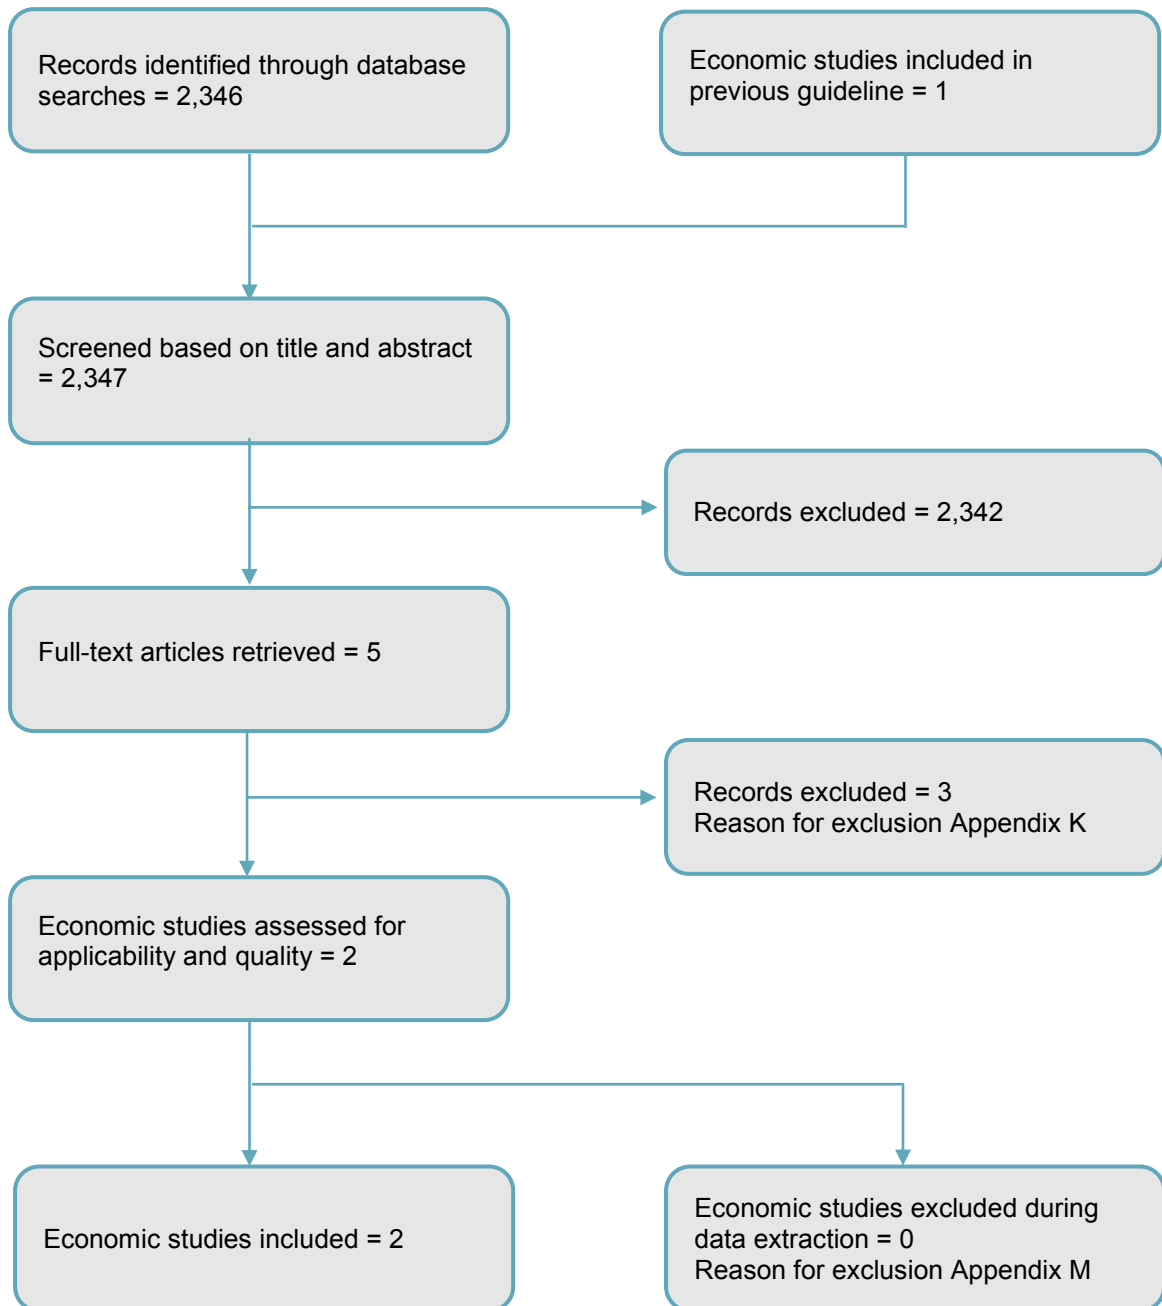 Records identified through database
searches = 2,346
Economic studies included in
previous guideline = 1
Screened based on title and abstract
= 2,347
Records excluded = 2,342
Full-text articles retrieved = 5
Records excluded = 3
Reason for exclusion Appendix K
Economic studies assessed for
applicability and quality = 2
Economic studies included = 2
Economic studies excluded during
data extraction = 0
Reason for exclusion Appendix M